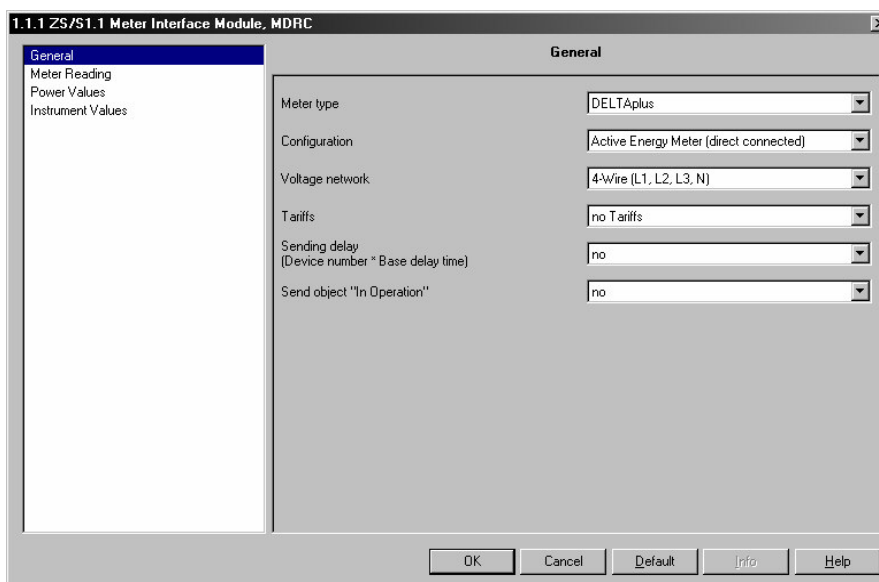 1.1.1 ZS/S1.1 Meter Interface Module, MDRC
General
Meter Reading
Power Values
Instrument Values
General
Meter type
DELTAplus
Configuration
Active Energy Meter (direct connected)
Voltage network
4-Wire (L1, L2, L3, N)
Tariffs
no Tariffs
Sending delay
(Device number * Base delay time)
no
Send object "In Operation"
no
OK
Cancel
Default
Info
Help